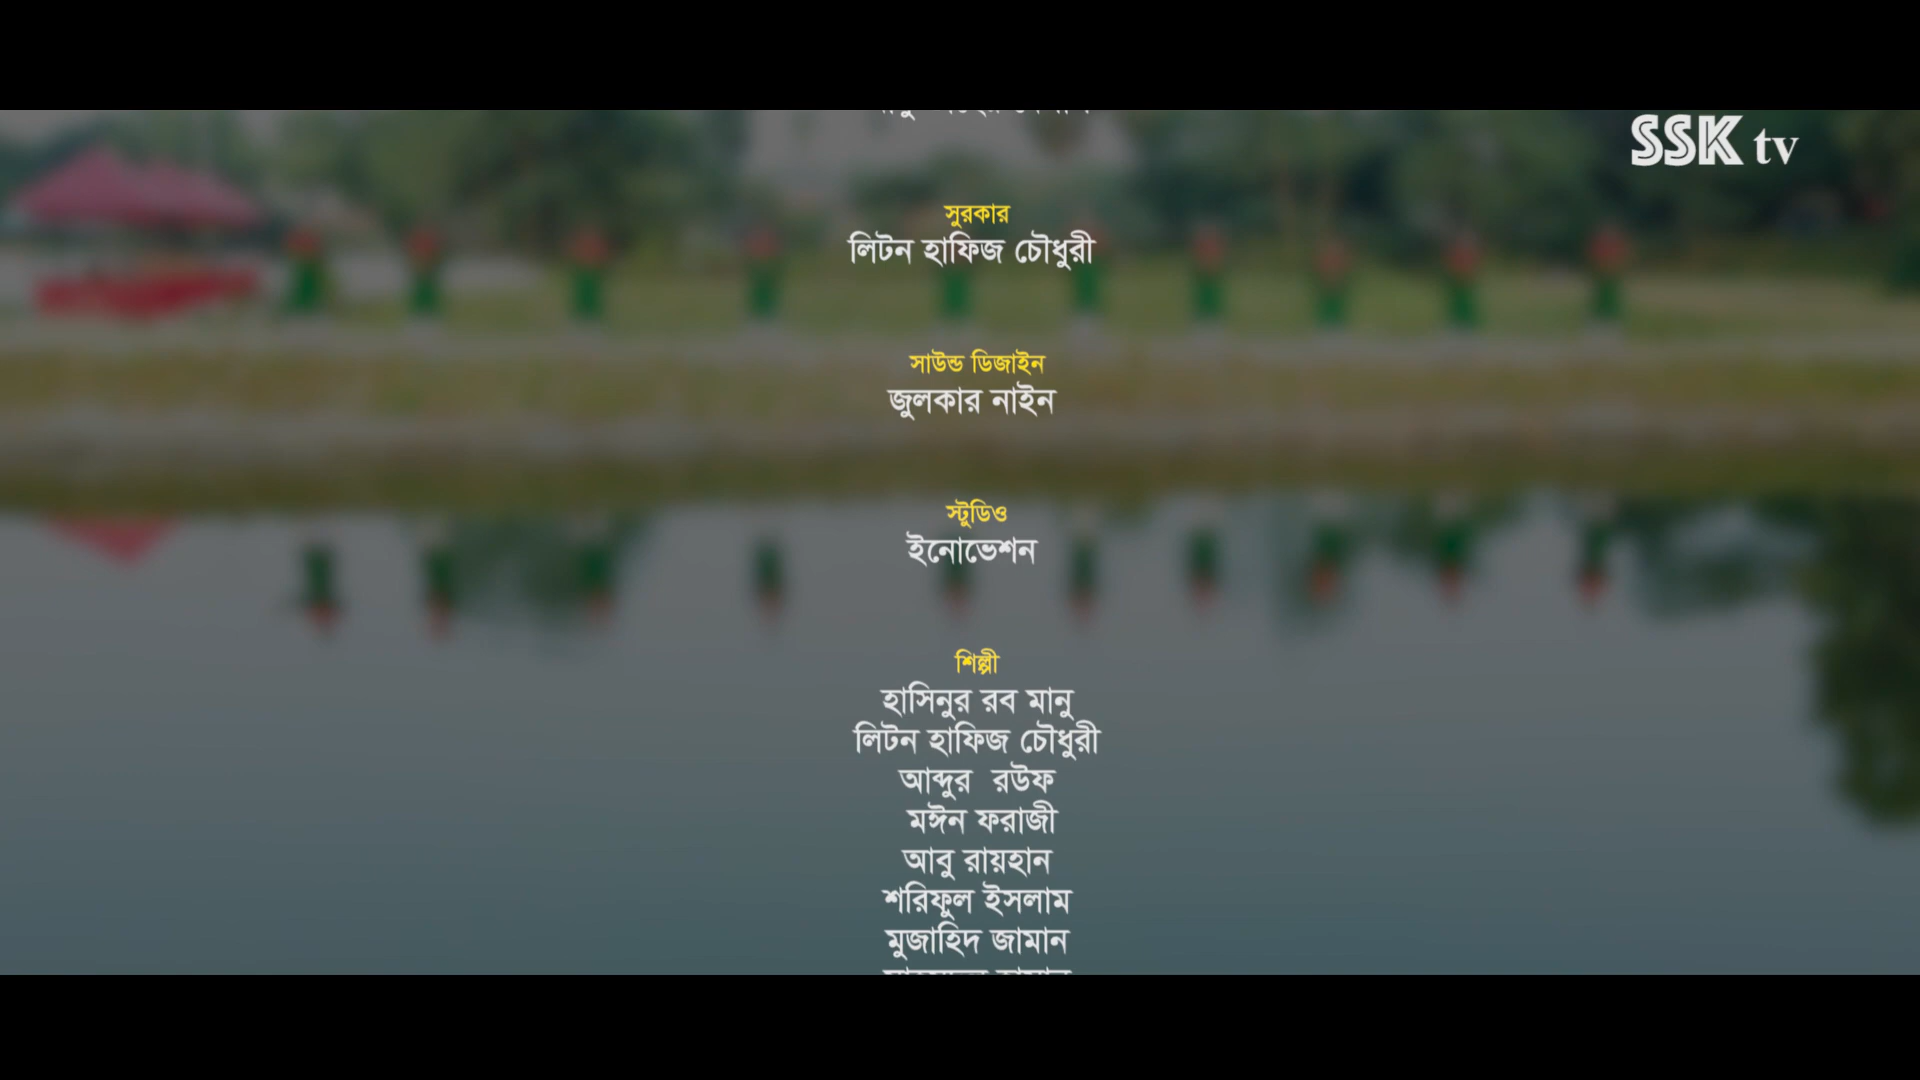 SSK tv
সুরকার
লিটন হাফিজ চৌধুরী
সাউন্ড ডিজাইন
জুলকার নাইন
স্টুডিও
ইনোভেশন
শিল্পী
হাসিনুর রব মানু
লিটন হাফিজ চৌধুরী
আব্দুর রউফ
মঈন ফরাজী
আবু রায়হান
শরিফুল ইসলাম
মুজাহিদ জামান